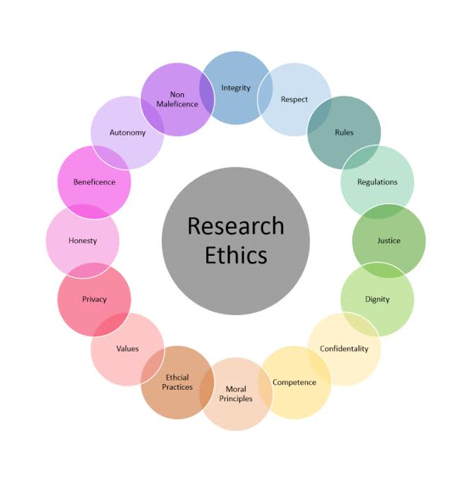 Integrity
Respect
Rules
Regulations
Justice
Dignity
Confidentality
Competence
Moral
Principles
Ethcial
Practices
Values
Privacy
Honesty
Beneficence
Autonomy
Non
Maleficence
Research
Ethics